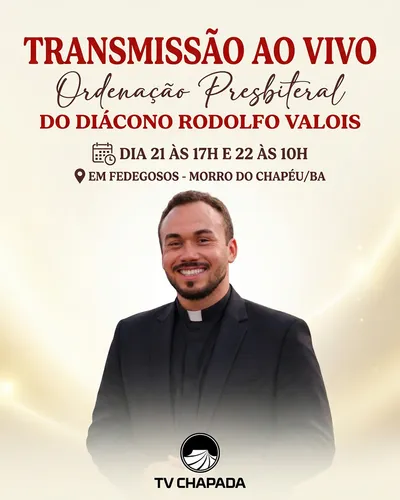 TRANSMISSÃO AO VIVO
Ordenação Presbiteral
DO DIÁCONO RODOLFO VALOIS
DIA 21 ÀS 17H E 22 ÀS 10H
EM FEDEGOSOS - MORRO DO CHAPÉU/BA
TV CHAPADA